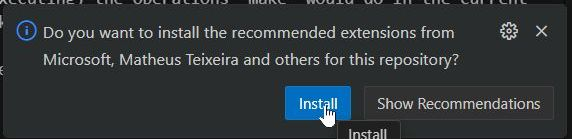 executing) the operations "make" would do in the current
Do you want to install the recommended extensions from
Microsoft, Matheus Teixeira and others for this repository?
Install
Show Recommendations
Install